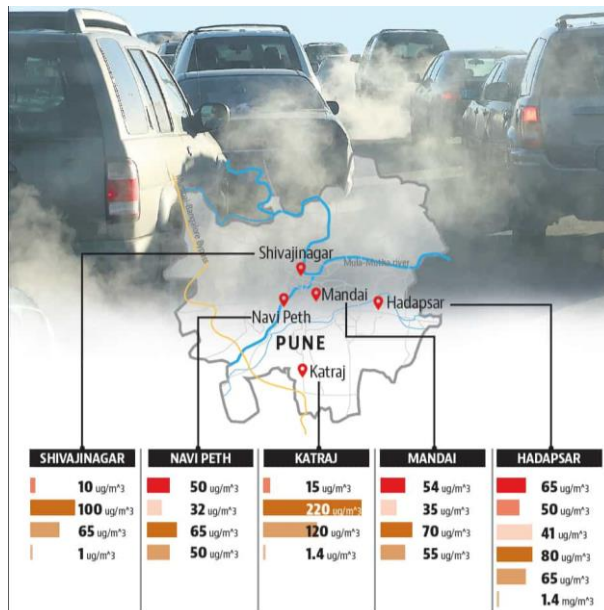 Shivajinagar
Mula-Mutha river
Mandai
Hadapsar
Navi Peth
PUNE
Katraj
SHIVAJINAGAR
10 ug/m^3
100 ug/m^3
65 ug/m^3
1 ug/m^3
NAVI PETH
50 ug/m^3
32 ug/m^3
65 ug/m^3
50 ug/m^3
KATRAJ
15 ug/m^3
220 ug/m^3
120 ug/m^3
1.4 ug/m^3
MANDAI
54 ug/m^3
35 ug/m^3
70 ug/m^3
55 ug/m^3
HADAPSAR
65 ug/m^3
50 ug/m^3
41 ug/m^3
80 ug/m^3
65 ug/m^3
1.4 mg/m^3